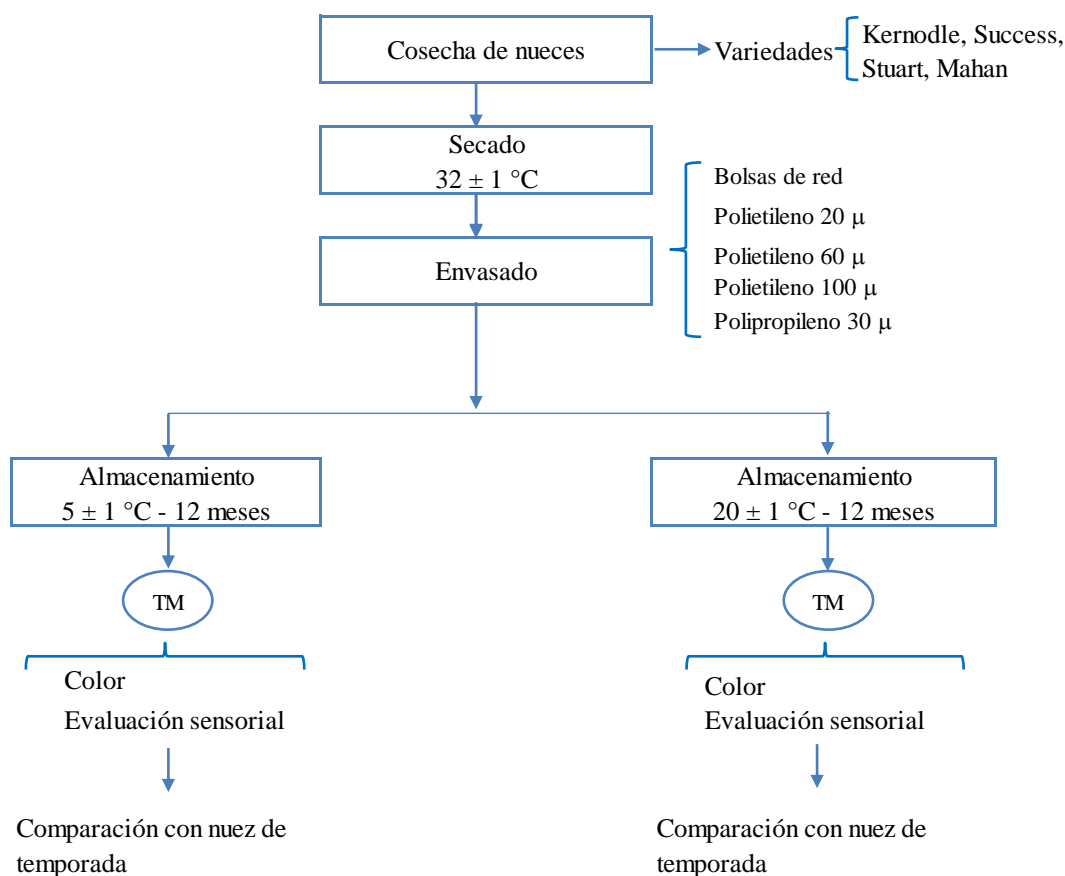 Cosecha de nueces
Variedades
Kernodle, Success,
Stuart, Mahan
Secado
32 ± 1 °C
Envasado
Bolsas de red
Polietileno 20 μ
Polietileno 60 μ
Polietileno 100 μ
Polipropileno 30 μ
Almacenamiento
5 ± 1 °C - 12 meses
TM
Color
Evaluación sensorial
Comparación con nuez de
temporada
Almacenamiento
20 ± 1 °C - 12 meses
TM
Color
Evaluación sensorial
Comparación con nuez de
temporada